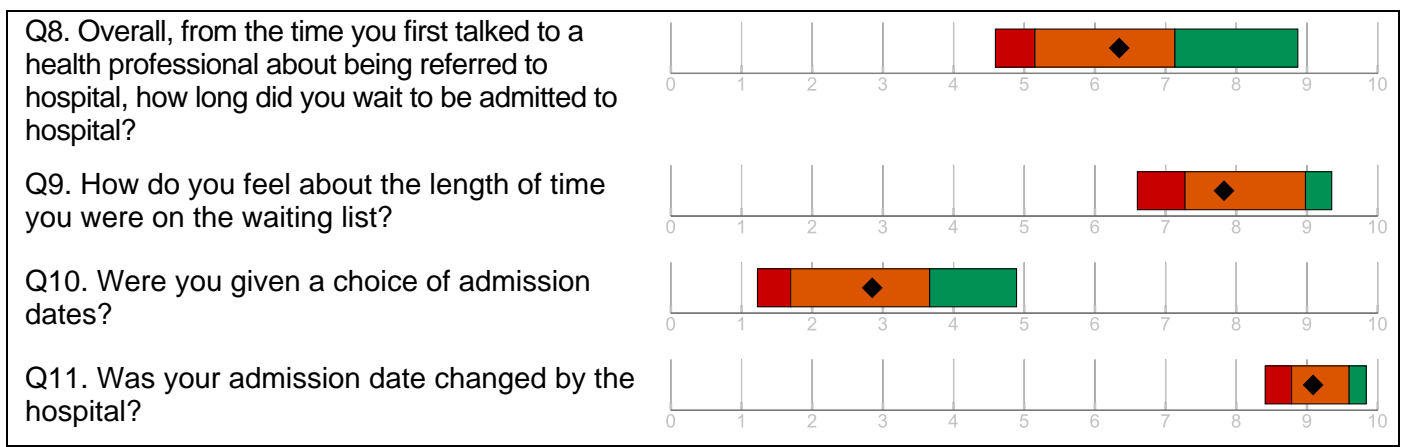 Q8. Overall, from the time you first talked to a
health professional about being referred to
hospital, how long did you wait to be admitted to
hospital?
0 1 2 3 4 5 6 7 8 9 10
Q9. How do you feel about the length of time
you were on the waiting list?
0 1 2 3 4 5 6 7 8 9 10
Q10. Were you given a choice of admission
dates?
0 1 2 3 4 5 6 7 8 9 10
Q11. Was your admission date changed by the
hospital?
0 1 2 3 4 5 6 7 8 9 10